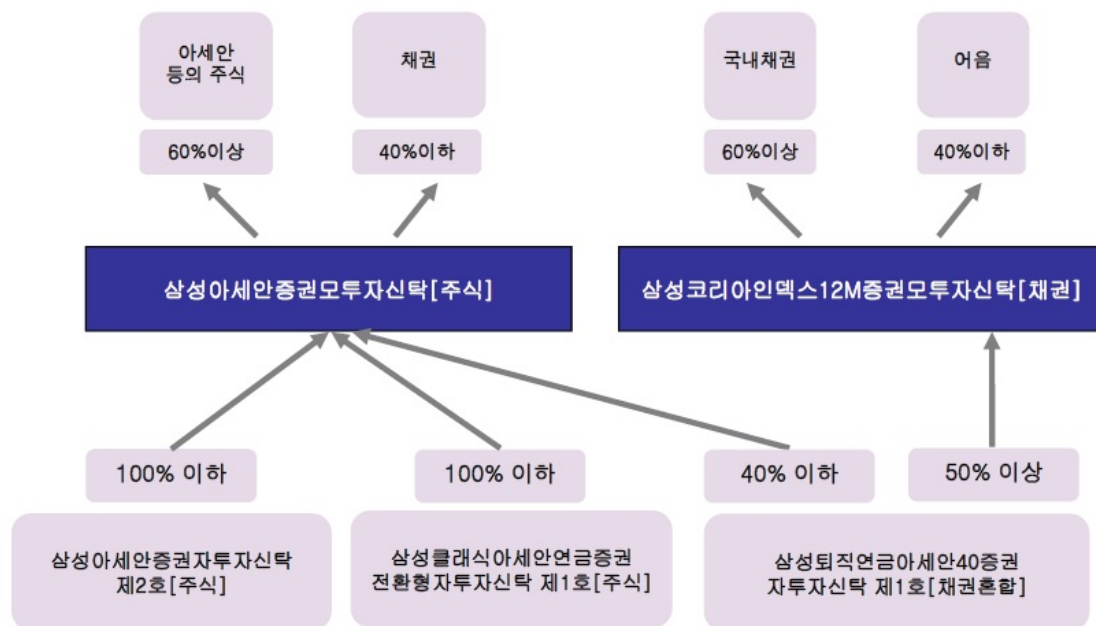 아세안
등의 주식
채권
국내채권
어음
60%이상
40%이하
60%이상
40%이하
삼성아세안증권모투자신탁[주식]
삼성코리아인덱스12M증권모투자신탁[채권]
100% 이하
100% 이하
40% 이하
50% 이상
삼성아세안증권자투자신탁
제2호[주식]
삼성클래식아세안연금증권
전환형자투자신탁 제1호[주식]
삼성퇴직연금아세안40증권
자투자신탁 제1호[채권혼합]